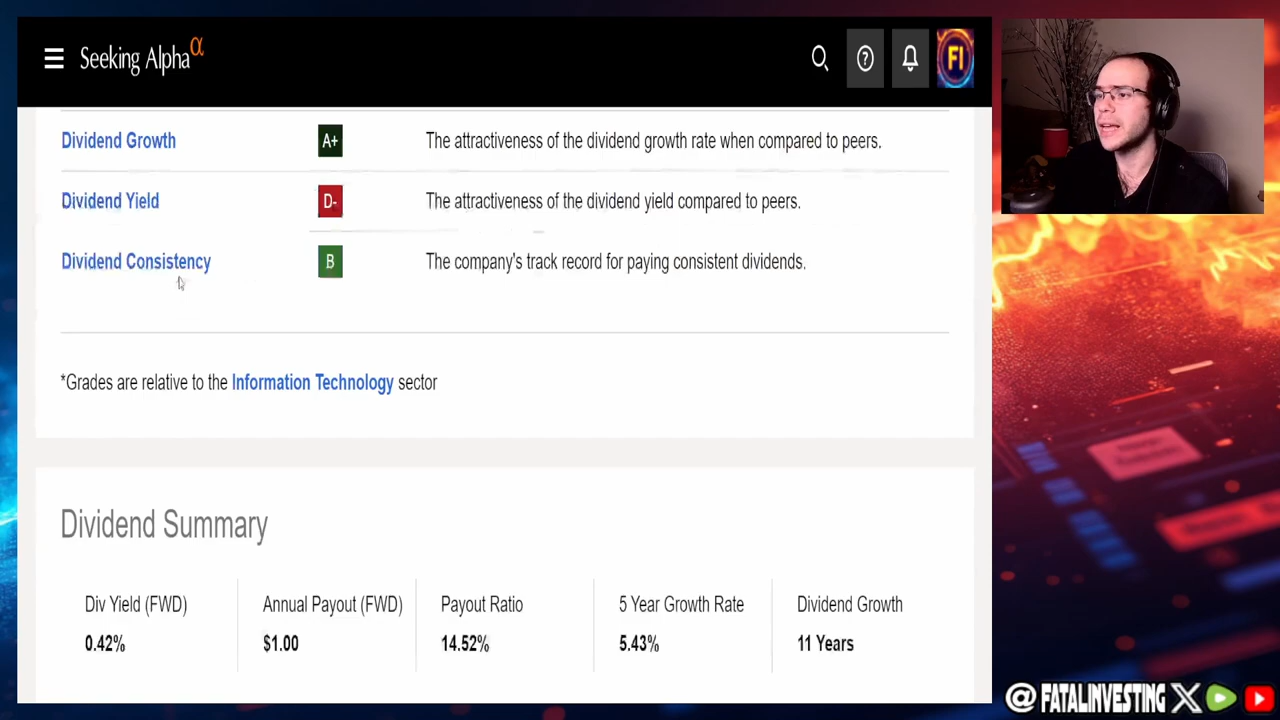 Seeking Alpha α
FI
Dividend Growth A+ The attractiveness of the dividend growth rate when compared to peers.
Dividend Yield D- The attractiveness of the dividend yield compared to peers.
Dividend Consistency B The company's track record for paying consistent dividends.
*Grades are relative to the Information Technology sector
Dividend Summary
Div Yield (FWD) Annual Payout (FWD) Payout Ratio 5 Year Growth Rate Dividend Growth
0.42% $1.00 14.52% 5.43% 11 Years
@FATALINVESTING